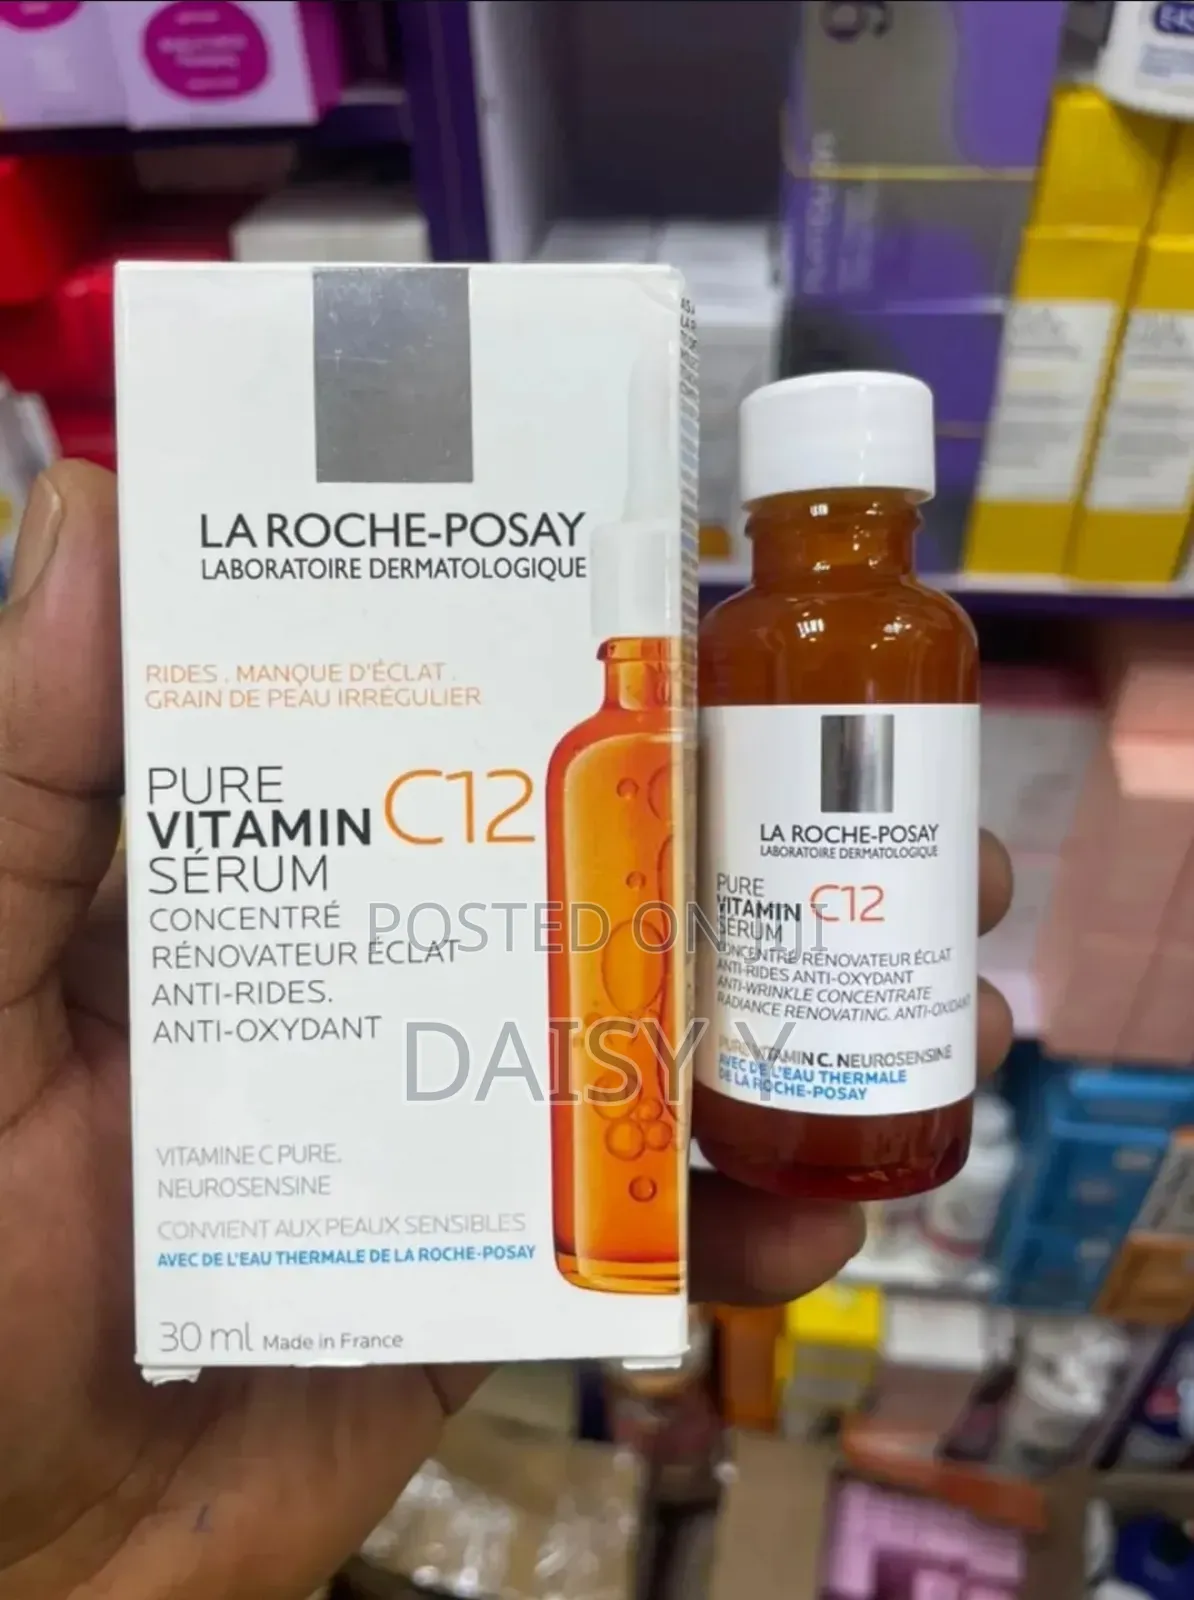 LA ROCHE-POSAY
LABORATOIRE DERMATOLOGIQUE
RIDES . MANQUE D'ÉCLAT .
GRAIN DE PEAU IRRÉGULIER
PURE
VITAMIN C12
SÉRUM
CONCENTRÉ
RÉNOVATEUR ÉCLAT
ANTI-RIDES.
ANTI-OXYDANT
VITAMINE C PURE.
NEUROSENSINE
CONVIENT AUX PEAUX SENSIBLES
AVEC DE L'EAU THERMALE DE LA ROCHE-POSAY
30 ml Made in France
LA ROCHE-POSAY
LABORATOIRE DERMATOLOGIQUE
PURE
VITAMIN C12
SÉRUM
CONCENTRÉ RÉNOVATEUR ÉCLAT
ANTI-RIDES ANTI-OXYDANT
ANTI-WRINKLE CONCENTRATE
RADIANCE RENOVATING. ANTI-OXIDANT
PURE VITAMIN C. NEUROSENSINE
AVEC DE L'EAU THERMALE
DE LA ROCHE-POSAY
POSTED ON JIJI
DAISY Y